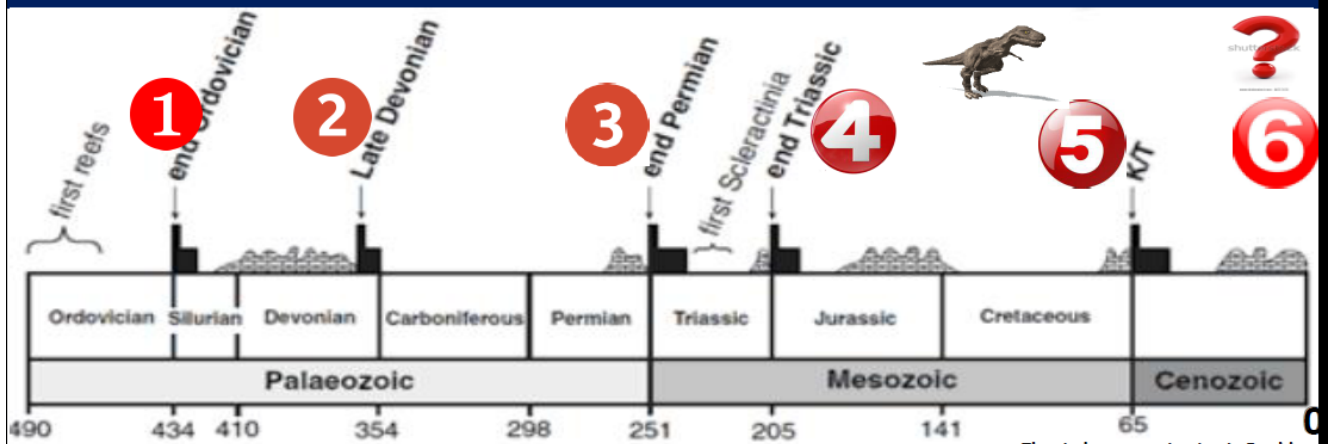 first reefs
1
end Ordovician
2
Late Devonian
3
end Permian
first Scleractinia
end Triassic
4
5
K/T
6
Ordovician
Sillurian
Devonian
Carboniferous
Permian
Triassic
Jurassic
Cretaceous
Palaeozoic
Mesozoic
Cenozoic
490
434
410
354
298
251
205
141
65
0